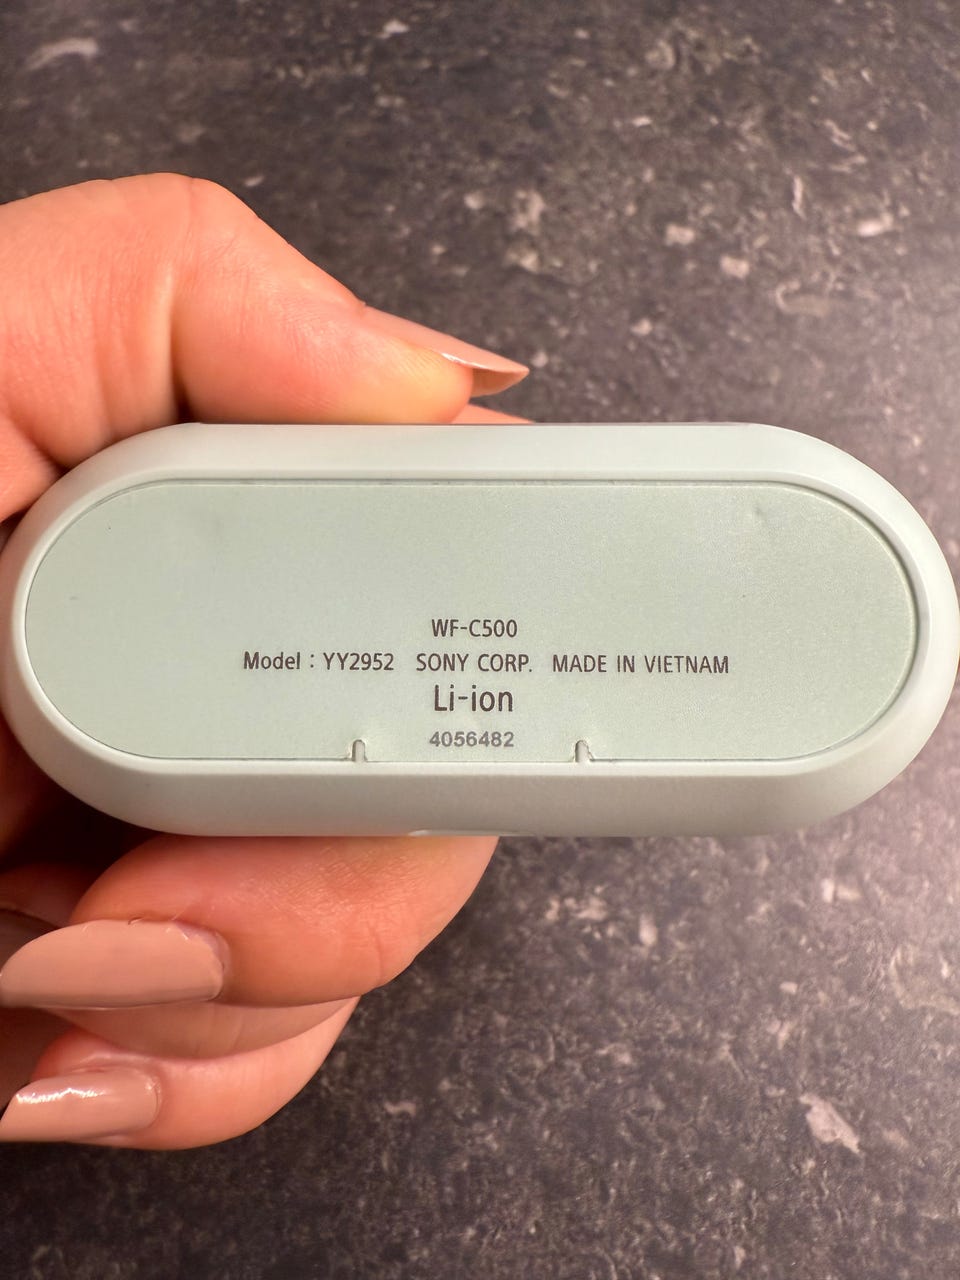 WF-C500
Model : YY2952 SONY CORP. MADE IN VIETNAM
Li-ion
4056482